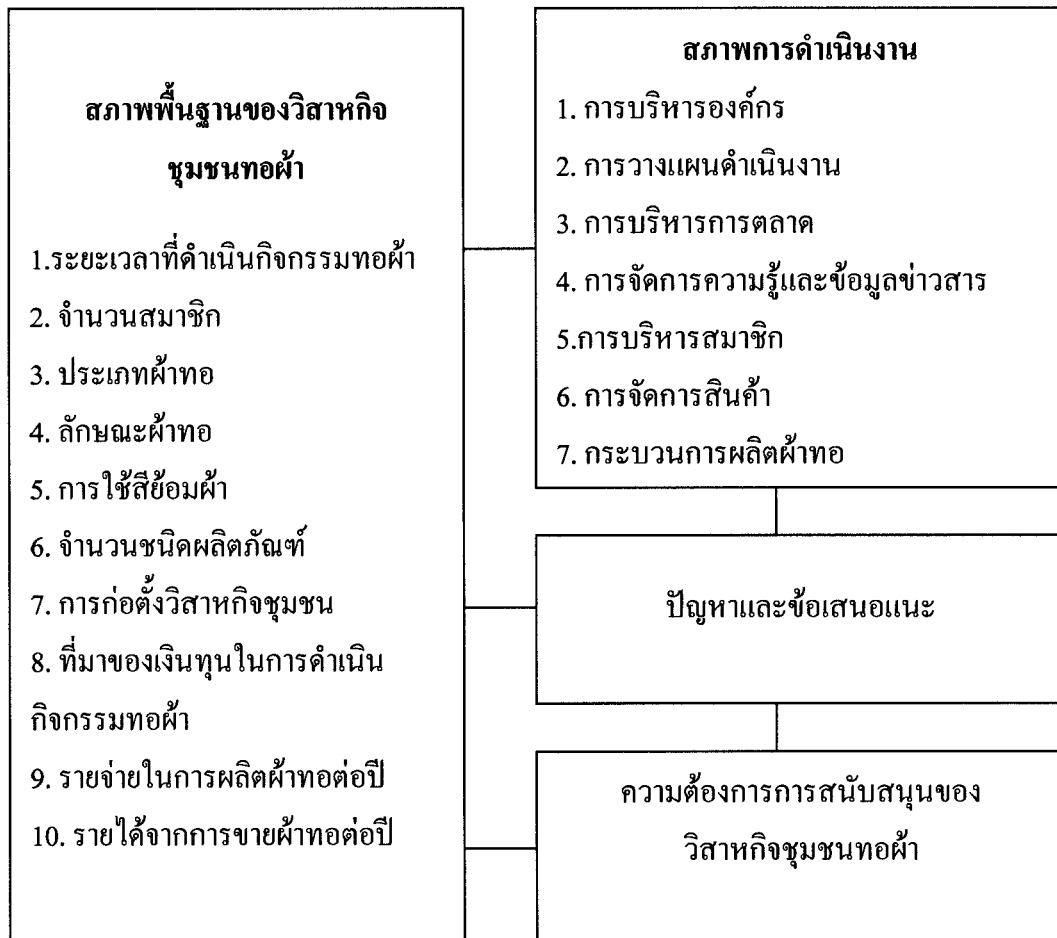 สภาพพื้นฐานของวิสาหกิจ
ชุมชนทอผ้า
1.ระยะเวลาที่ดำเนินกิจกรรมทอผ้า
2. จำนวนสมาชิก
3. ประเภทผ้าทอ
4. ลักษณะผ้าทอ
5. การใช้สีย้อมผ้า
6. จำนวนชนิดผลิตภัณฑ์
7. การก่อตั้งวิสาหกิจชุมชน
8. ที่มาของเงินทุนในการดำเนิน
กิจกรรมทอผ้า
9. รายจ่ายในการผลิตผ้าทอต่อปี
10. รายได้จากการขายผ้าทอต่อปี
สภาพการดำเนินงาน
1. การบริหารองค์กร
2. การวางแผนดำเนินงาน
3. การบริหารการตลาด
4. การจัดการความรู้และข้อมูลข่าวสาร
5.การบริหารสมาชิก
6. การจัดการสินค้า
7. กระบวนการผลิตผ้าทอ
ปัญหาและข้อเสนอแนะ
ความต้องการการสนับสนุนของ
วิสาหกิจชุมชนทอผ้า